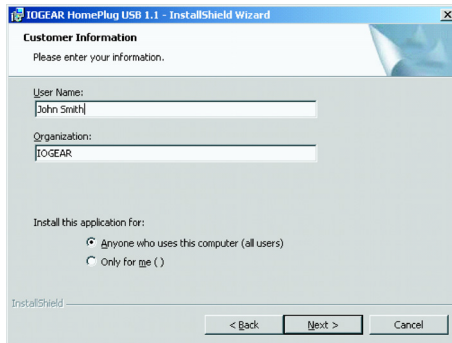 IOGEAR HomePlug USB 1.1 - InstallShield Wizard
Customer Information
Please enter your information.
User Name:
John Smith
Organization:
IOGEAR
Install this application for:
Anyone who uses this computer (all users)
Only for me ( )
InstallShield
< Back
Next >
Cancel